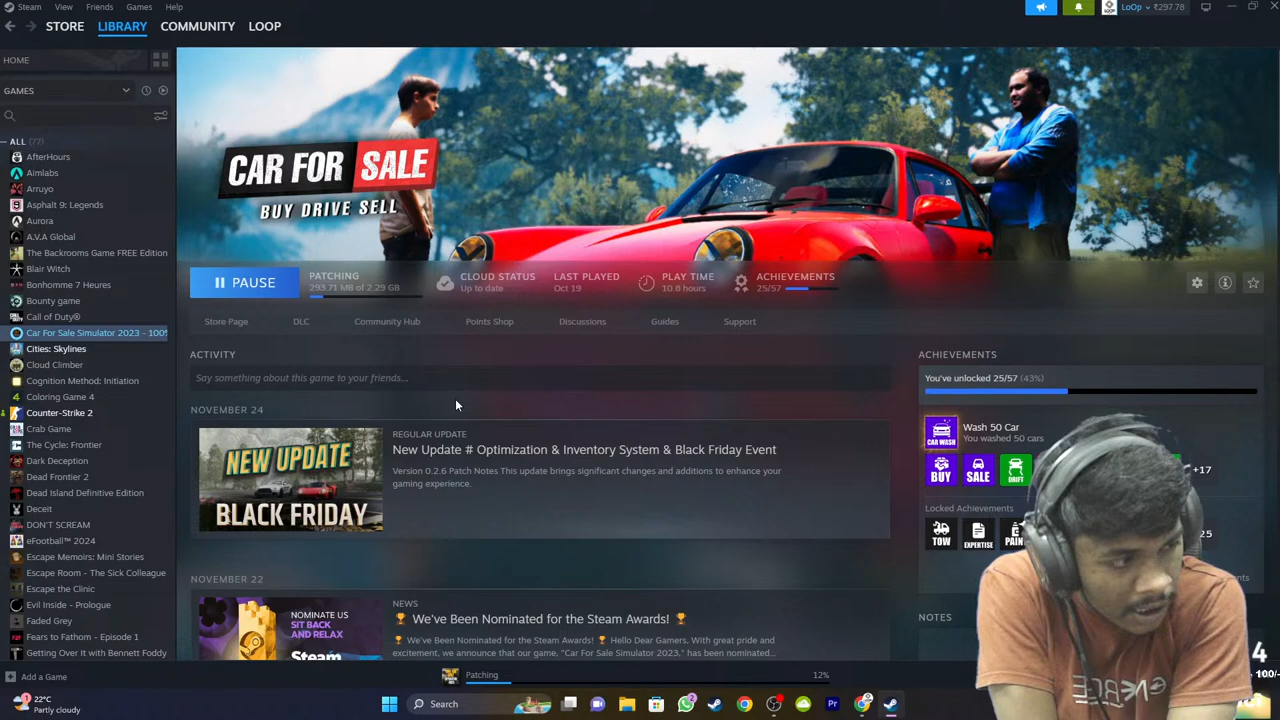 Steam View Friends Games Help
LoOp ₹297.78
STORE LIBRARY COMMUNITY LOOP
HOME
GAMES
ALL (77)
AfterHours
Aimlabs
Arruyo
Asphalt 9: Legends
Aurora
A.V.A Global
The Backrooms Game FREE Edition
Blair Witch
Bonhomme 7 Heures
Bounty game
Call of Duty®
Car For Sale Simulator 2023 - 100%
Cities: Skylines
Cloud Climber
Cognition Method: Initiation
Coloring Game 4
Counter-Strike 2
Crab Game
The Cycle: Frontier
Dark Deception
Dead Frontier 2
Dead Island Definitive Edition
Deceit
DON'T SCREAM
eFootball™ 2024
Escape Memoirs: Mini Stories
Escape Room - The Sick Colleague
Escape the Clinic
Evil Inside - Prologue
Faded Grey
Fears to Fathom - Episode 1
Getting Over It with Bennett Foddy
Add a Game
CAR FOR SALE
BUY DRIVE SELL
PAUSE
PATCHING
293.71 MB of 2.29 GB
CLOUD STATUS
Up to date
LAST PLAYED
Oct 19
PLAY TIME
10.8 hours
ACHIEVEMENTS
25/57
Store Page DLC Community Hub Points Shop Discussions Guides Support
ACTIVITY
Say something about this game to your friends...
NOVEMBER 24
NEW UPDATE
BLACK FRIDAY
REGULAR UPDATE
New Update # Optimization & Inventory System & Black Friday Event
Version 0.2.6 Patch Notes This update brings significant changes and additions to enhance your
gaming experience.
NOVEMBER 22
NOMINATE US
SIT BACK
AND RELAX
Steam
NEWS
🏆 We've Been Nominated for the Steam Awards! 🏆
🏆 We've Been Nominated for the Steam Awards! 🏆 Hello Dear Gamers, With great pride and
excitement, we announce that our game, "Car For Sale Simulator 2023," has been nominated...
ACHIEVEMENTS
You've unlocked 25/57 (43%)
CAR WASH
Wash 50 Car
You washed 50 cars
BUY
SALE
DRIFT
+17
Locked Achievements
TOW
EXPERTISE
NOTES
Patching 12%
22°C
Partly cloudy
Search
2
Pr
4